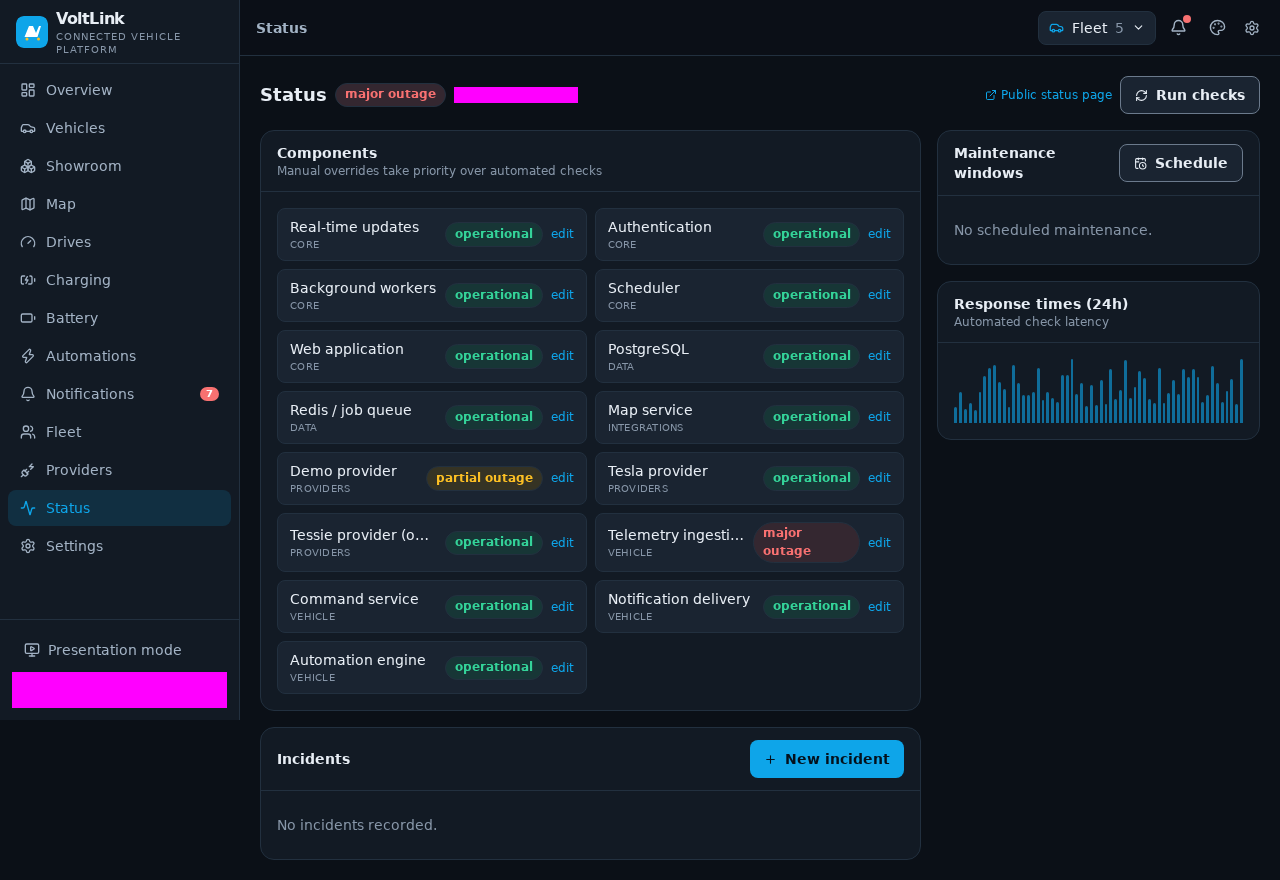 VoltLink
CONNECTED VEHICLE
PLATFORM
Overview
Vehicles
Showroom
Map
Drives
Charging
Battery
Automations
Notifications 7
Fleet
Providers
Status
Settings
Presentation mode
Status
Fleet 5
Status major outage
Public status page
Run checks
Components
Manual overrides take priority over automated checks
Real-time updates
CORE
operational edit
Authentication
CORE
operational edit
Background workers
CORE
operational edit
Scheduler
CORE
operational edit
Web application
CORE
operational edit
PostgreSQL
DATA
operational edit
Redis / job queue
DATA
operational edit
Map service
INTEGRATIONS
operational edit
Demo provider
PROVIDERS
partial outage edit
Tesla provider
PROVIDERS
operational edit
Tessie provider (o…
PROVIDERS
operational edit
Telemetry ingesti…
VEHICLE
major
outage
edit
Command service
VEHICLE
operational edit
Notification delivery
VEHICLE
operational edit
Automation engine
VEHICLE
operational edit
Incidents
New incident
No incidents recorded.
Maintenance
windows
Schedule
No scheduled maintenance.
Response times (24h)
Automated check latency